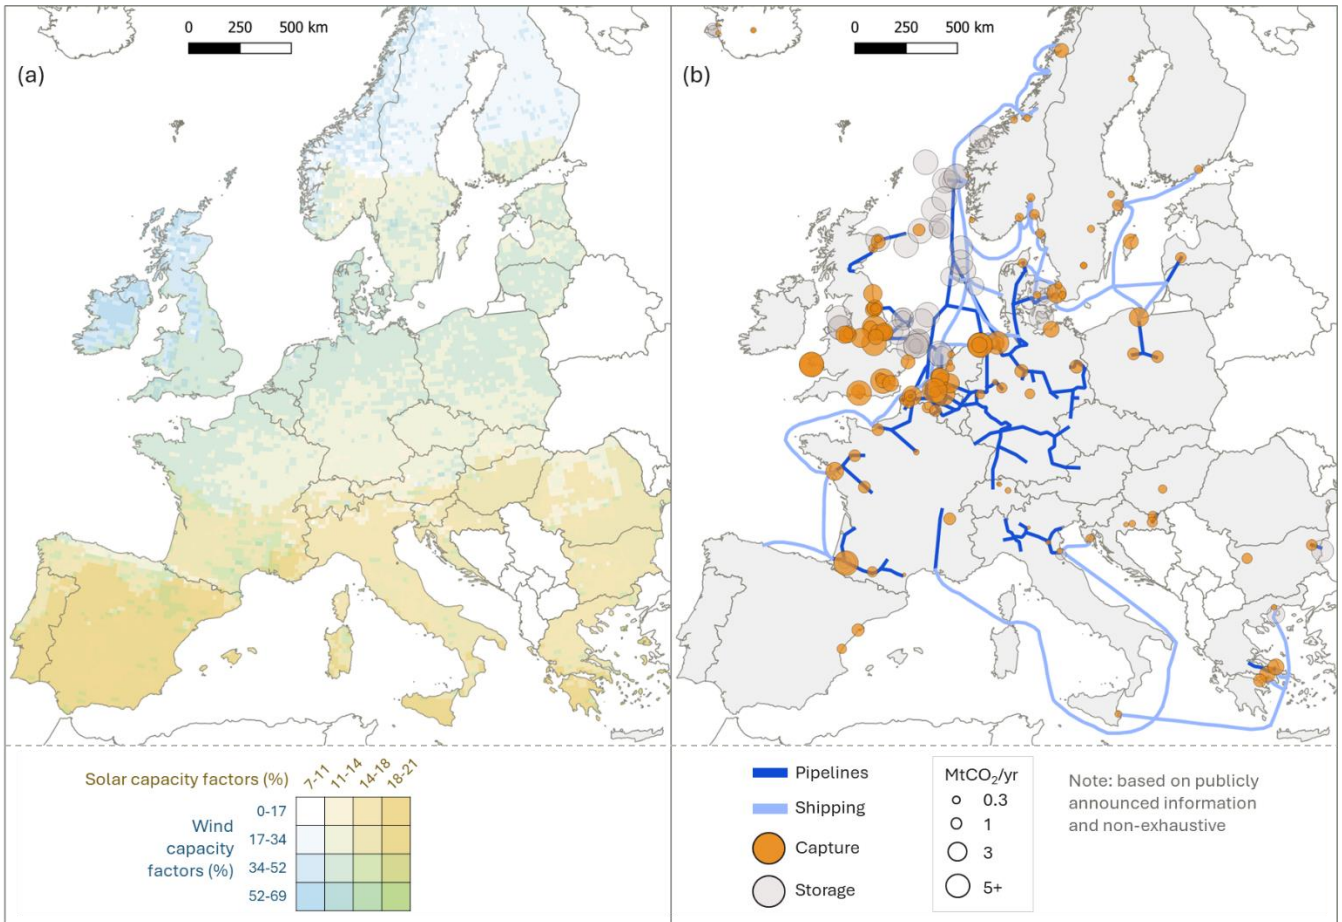 0 250 500 km
(a)
Solar capacity factors (%)
7-11
11-14
14-18
18-21
Wind
capacity
factors (%)
0-17
17-34
34-52
52-69
0 250 500 km
(b)
Pipelines
Shipping
Capture
Storage
MtCO₂/yr
0.3
1
3
5+
Note: based on publicly
announced information
and non-exhaustive